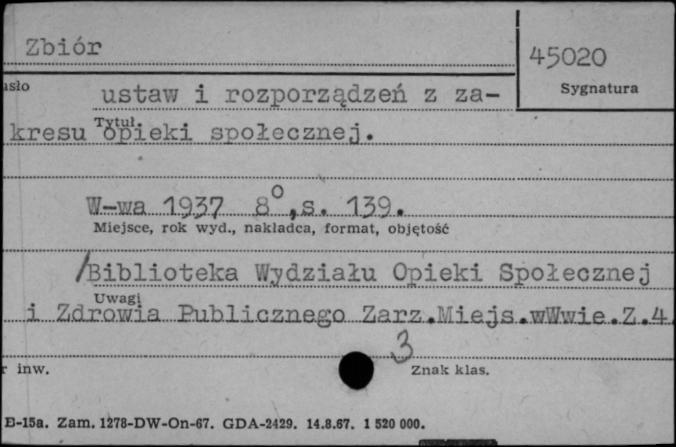 Zbiór
45020
Sygnatura
asło
ustaw i rozporządzeń z za-
Tytuł
kresu opieki społecznej.
W-wa 1937 8°, s. 139.
Miejsce, rok wyd., nakładca, format, objętość
/Biblioteka Wydziału Opieki Społecznej
Uwagi
i Zdrowia Publicznego Zarz.Miejs.wWwie.Z.4
3
r inw.
Znak klas.
E-15a. Zam. 1278-DW-On-67. GDA-2429. 14.8.67. 1 520 000.